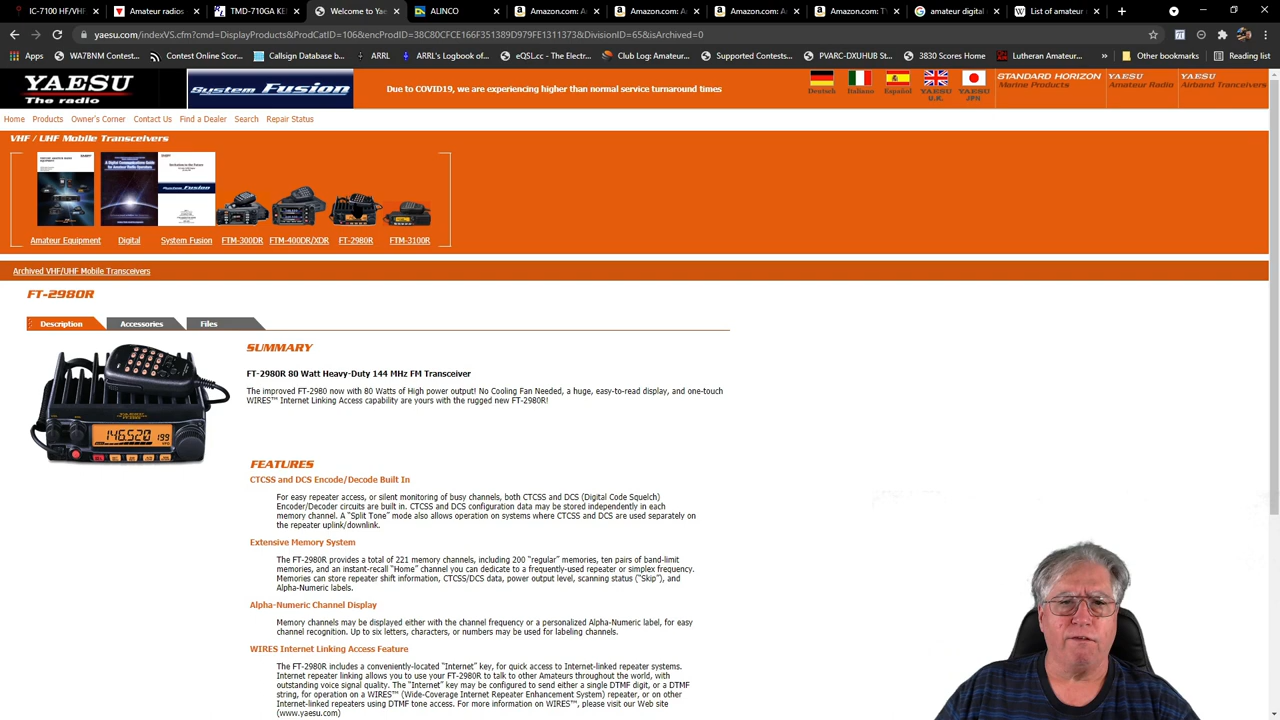 IC-7100 HF/VHF/
TMD-710GA KE
Welcome to Ya
ALINCO
Amazon.com: A
Amazon.com: A
Amazon.com: A
amateur digital
List of amateur
yaesu.com/indexVS.cfm?cmd=DisplayProducts&ProdCatID=106&encProdID=38C80CFCE166F351389D979FE1311373&DivisionID=65&isArchived=0
Apps
WA7BNM Contest...
Callsign Database b...
ARRL
ARRL's Logbook of...
eQSL.cc - The Elect...
Club Log: Amateur...
Supported Contests...
PVARC-DXUHUB St...
3830 Scores Home
Lutheran Amateur...
»
Other bookmarks
Reading list
YAESU
The radio
System Fusion
Due to COVID19, we are experiencing higher than normal service turnaround times
Deutsch
Italiano
Español
YAESU
U.K.
YAESU
JPN
STANDARD HORIZON
Marine Products
YAESU
Amateur Radio
YAESU
Airband Tranceivers
Home
Products
Owner's Corner
Contact Us
Find a Dealer
Search
Repair Status
VHF / UHF Mobile Transceivers
System Fusion
Amateur Equipment
Digital
System Fusion
FTM-300DR
FTM-400DR/XDR
FT-2980R
FTM-3100R
Archived VHF/UHF Mobile Transceivers
FT-2980R
Description
Accessories
Files
146.520 199
SUMMARY
FT-2980R 80 Watt Heavy-Duty 144 MHz FM Transceiver
The improved FT-2980 now with 80 Watts of High power output! No Cooling Fan Needed, a huge, easy-to-read display, and one-touch
WIRES™ Internet Linking Access capability are yours with the rugged new FT-2980R!
FEATURES
CTCSS and DCS Encode/Decode Built In
For easy repeater access, or silent monitoring of busy channels, both CTCSS and DCS (Digital Code Squelch)
Encoder/Decoder circuits are built in. CTCSS and DCS configuration data may be stored independently in each
memory channel. A “Split Tone” mode also allows operation on systems where CTCSS and DCS are used separately on
the repeater uplink/downlink.
Extensive Memory System
The FT-2980R provides a total of 221 memory channels, including 200 “regular” memories, ten pairs of band-limit
memories, and an instant-recall “Home” channel you can dedicate to a frequently-used repeater or simplex frequency.
Memories can store repeater shift information, CTCSS/DCS data, power output level, scanning status (“Skip”), and
Alpha-Numeric labels.
Alpha-Numeric Channel Display
Memory channels may be displayed either with the channel frequency or a personalized Alpha-Numeric label, for easy
channel recognition. Up to six letters, characters, or numbers may be used for labeling channels.
WIRES Internet Linking Access Feature
The FT-2980R includes a conveniently-located “Internet” key, for quick access to Internet-linked repeater systems.
Internet repeater linking allows you to use your FT-2980R to talk to other Amateurs throughout the world, with
outstanding voice signal quality. The “Internet” key may be configured to send either a single DTMF digit, or a DTMF
string, for operation on a WIRES™ (Wide-Coverage Internet Repeater Enhancement System) repeater, or on other
Internet-linked repeaters using DTMF tone access. For more information on WIRES™, please visit our Web site
(www.yaesu.com)